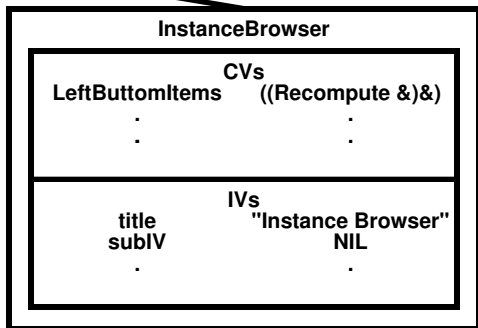 InstanceBrowser
CVs
LeftButtomItems ((Recompute &)&)
. .
. .
IVs
title "Instance Browser"
subIV NIL
. .